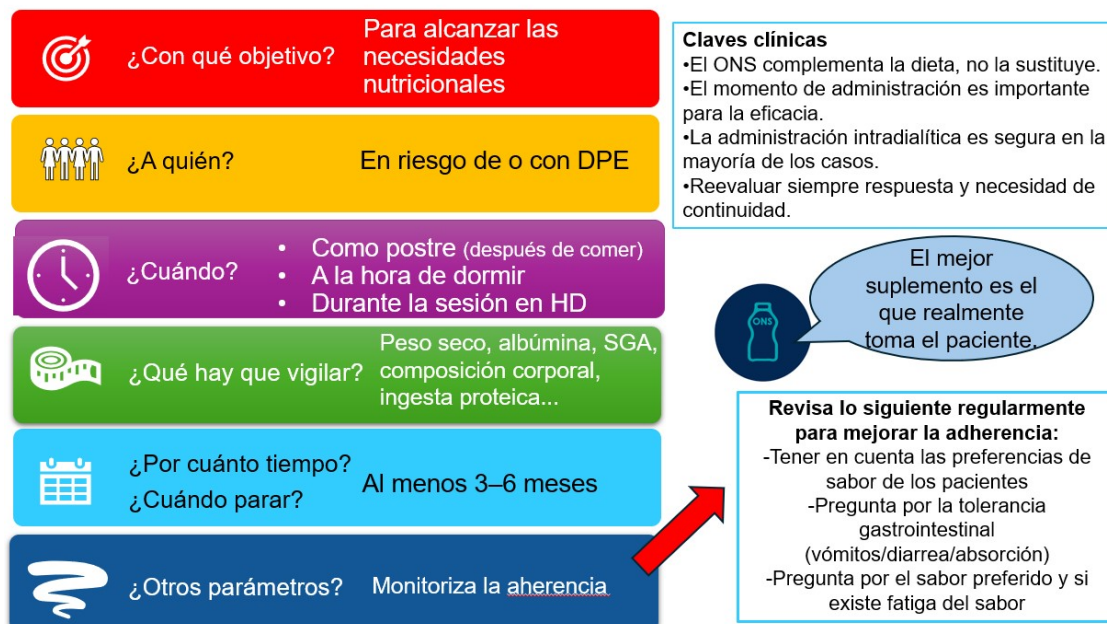 ¿Con qué objetivo?
Para alcanzar las
necesidades
nutricionales
¿A quién?
En riesgo de o con DPE
¿Cuándo?
• Como postre (después de comer)
• A la hora de dormir
• Durante la sesión en HD
¿Qué hay que vigilar?
Peso seco, albúmina, SGA,
composición corporal,
ingesta proteica...
¿Por cuánto tiempo?
¿Cuándo parar?
Al menos 3–6 meses
¿Otros parámetros?
Monitoriza la aherencia
Claves clínicas
•El ONS complementa la dieta, no la sustituye.
•El momento de administración es importante
para la eficacia.
•La administración intradialítica es segura en la
mayoría de los casos.
•Reevaluar siempre respuesta y necesidad de
continuidad.
El mejor
suplemento es el
que realmente
toma el paciente.
ONS
Revisa lo siguiente regularmente
para mejorar la adherencia:
-Tener en cuenta las preferencias de
sabor de los pacientes
-Pregunta por la tolerancia
gastrointestinal
(vómitos/diarrea/absorción)
-Pregunta por el sabor preferido y si
existe fatiga del sabor